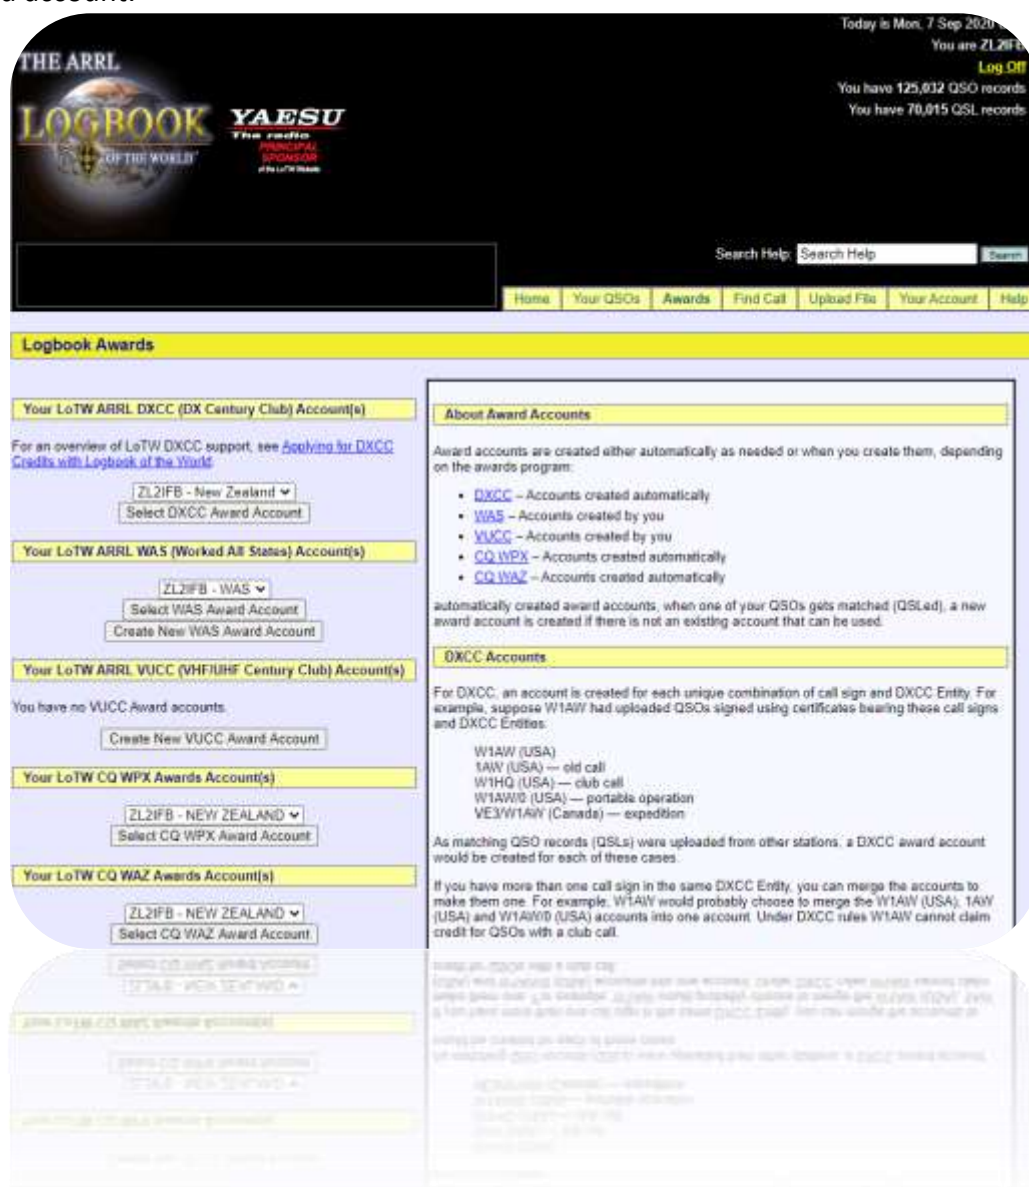 a account.
Today is Mon, 7 Sep 2020
You are ZL2IFB
Log Off
You have 125,032 QSO records
You have 70,015 QSL records
THE ARRL
LOGBOOK
OF THE WORLD
YAESU
The radio
PRINCIPAL
SPONSOR
of the LoTW Website
Search Help: Search Help Search
Home Your QSOs Awards Find Call Upload File Your Account Help
Logbook Awards
Your LoTW ARRL DXCC (DX Century Club) Account(s)
For an overview of LoTW DXCC support, see Applying for DXCC
Credits with Logbook of the World.
ZL2IFB - New Zealand
Select DXCC Award Account
Your LoTW ARRL WAS (Worked All States) Account(s)
ZL2IFB - WAS
Select WAS Award Account
Create New WAS Award Account
Your LoTW ARRL VUCC (VHF/UHF Century Club) Account(s)
You have no VUCC Award accounts.
Create New VUCC Award Account
Your LoTW CQ WPX Awards Account(s)
ZL2IFB - NEW ZEALAND
Select CQ WPX Award Account
Your LoTW CQ WAZ Awards Account(s)
ZL2IFB - NEW ZEALAND
Select CQ WAZ Award Account
About Award Accounts
Award accounts are created either automatically as needed or when you create them, depending
on the awards program:
• DXCC – Accounts created automatically
• WAS – Accounts created by you
• VUCC – Accounts created by you
• CQ WPX – Accounts created automatically
• CQ WAZ – Accounts created automatically
automatically created award accounts, when one of your QSOs gets matched (QSLed), a new
award account is created if there is not an existing account that can be used.
DXCC Accounts
For DXCC, an account is created for each unique combination of call sign and DXCC Entity. For
example, suppose W1AW had uploaded QSOs signed using certificates bearing these call signs
and DXCC Entities:
W1AW (USA)
1AW (USA) — old call
W1HQ (USA) — club call
W1AW/0 (USA) — portable operation
VE3/W1AW (Canada) — expedition
As matching QSO records (QSLs) were uploaded from other stations, a DXCC award account
would be created for each of these cases.
If you have more than one call sign in the same DXCC Entity, you can merge the accounts to
make them one. For example, W1AW would probably choose to merge the W1AW (USA), 1AW
(USA) and W1AW/0 (USA) accounts into one account. Under DXCC rules W1AW cannot claim
credit for QSOs with a club call.